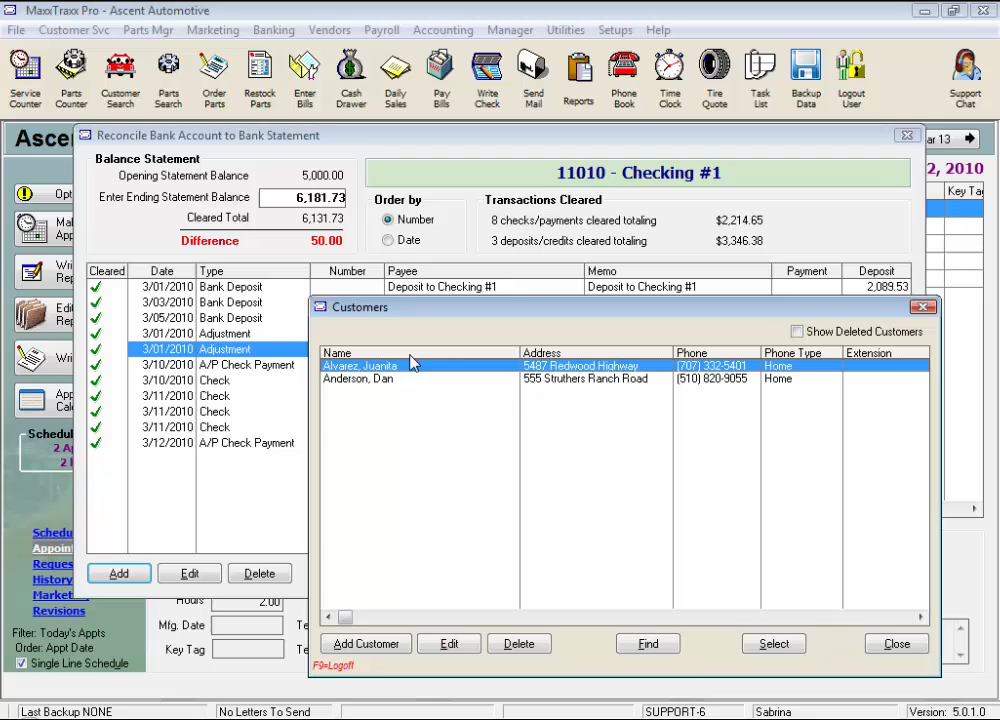 MaxxTraxx Pro - Ascent Automotive
File Customer Svc Parts Mgr Marketing Banking Vendors Payroll Accounting Manager Utilities Setups Help
Service Counter Parts Counter Customer Search Parts Search Order Parts Restock Parts Enter Bills Cash Drawer Daily Sales Pay Bills Write Check Send Mail Reports Phone Book Time Clock Tire Quote Task List Backup Data Logout User Support Chat
Reconcile Bank Account to Bank Statement
ar 13
2, 2010
Key Tag
Balance Statement
Opening Statement Balance 5,000.00
Enter Ending Statement Balance 6,181.73
Cleared Total 6,131.73
Difference 50.00
11010 - Checking #1
Order by
Number
Date
Transactions Cleared
8 checks/payments cleared totaling $2,214.65
3 deposits/credits cleared totaling $3,346.38
Cleared Date Type Number Payee Memo Payment Deposit
3/01/2010 Bank Deposit Deposit to Checking #1 Deposit to Checking #1 2,089.53
3/03/2010 Bank Deposit
3/05/2010 Bank Deposit
3/01/2010 Adjustment
3/01/2010 Adjustment
3/10/2010 A/P Check Payment
3/10/2010 Check
3/11/2010 Check
3/11/2010 Check
3/11/2010 Check
3/12/2010 A/P Check Payment
Add Edit Delete
Customers
Show Deleted Customers
Name Address Phone Phone Type Extension
Alvarez, Juanita 5487 Redwood Highway (707) 332-5401 Home
Anderson, Dan 555 Struthers Ranch Road (510) 820-9055 Home
Add Customer Edit Delete Find Select Close
F9=Logoff
Hours 2.00
Mfg. Date
Key Tag
Filter: Today's Appts
Order: Appt Date
Single Line Schedule
History
Revisions
Last Backup NONE No Letters To Send SUPPORT-6 Sabrina Version: 5.0.1.0